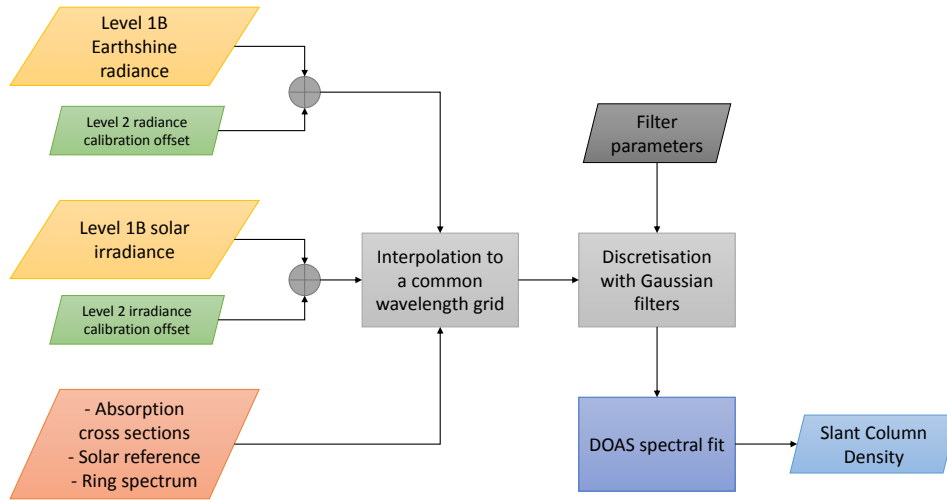 Level 1B
Earthshine
radiance
Level 2 radiance
calibration offset
Filter
parameters
Level 1B solar
irradiance
Level 2 irradiance
calibration offset
Interpolation to
a common
wavelength grid
Discretisation
with Gaussian
filters
- Absorption
cross sections
- Solar reference
- Ring spectrum
DOAS spectral fit
Slant Column
Density